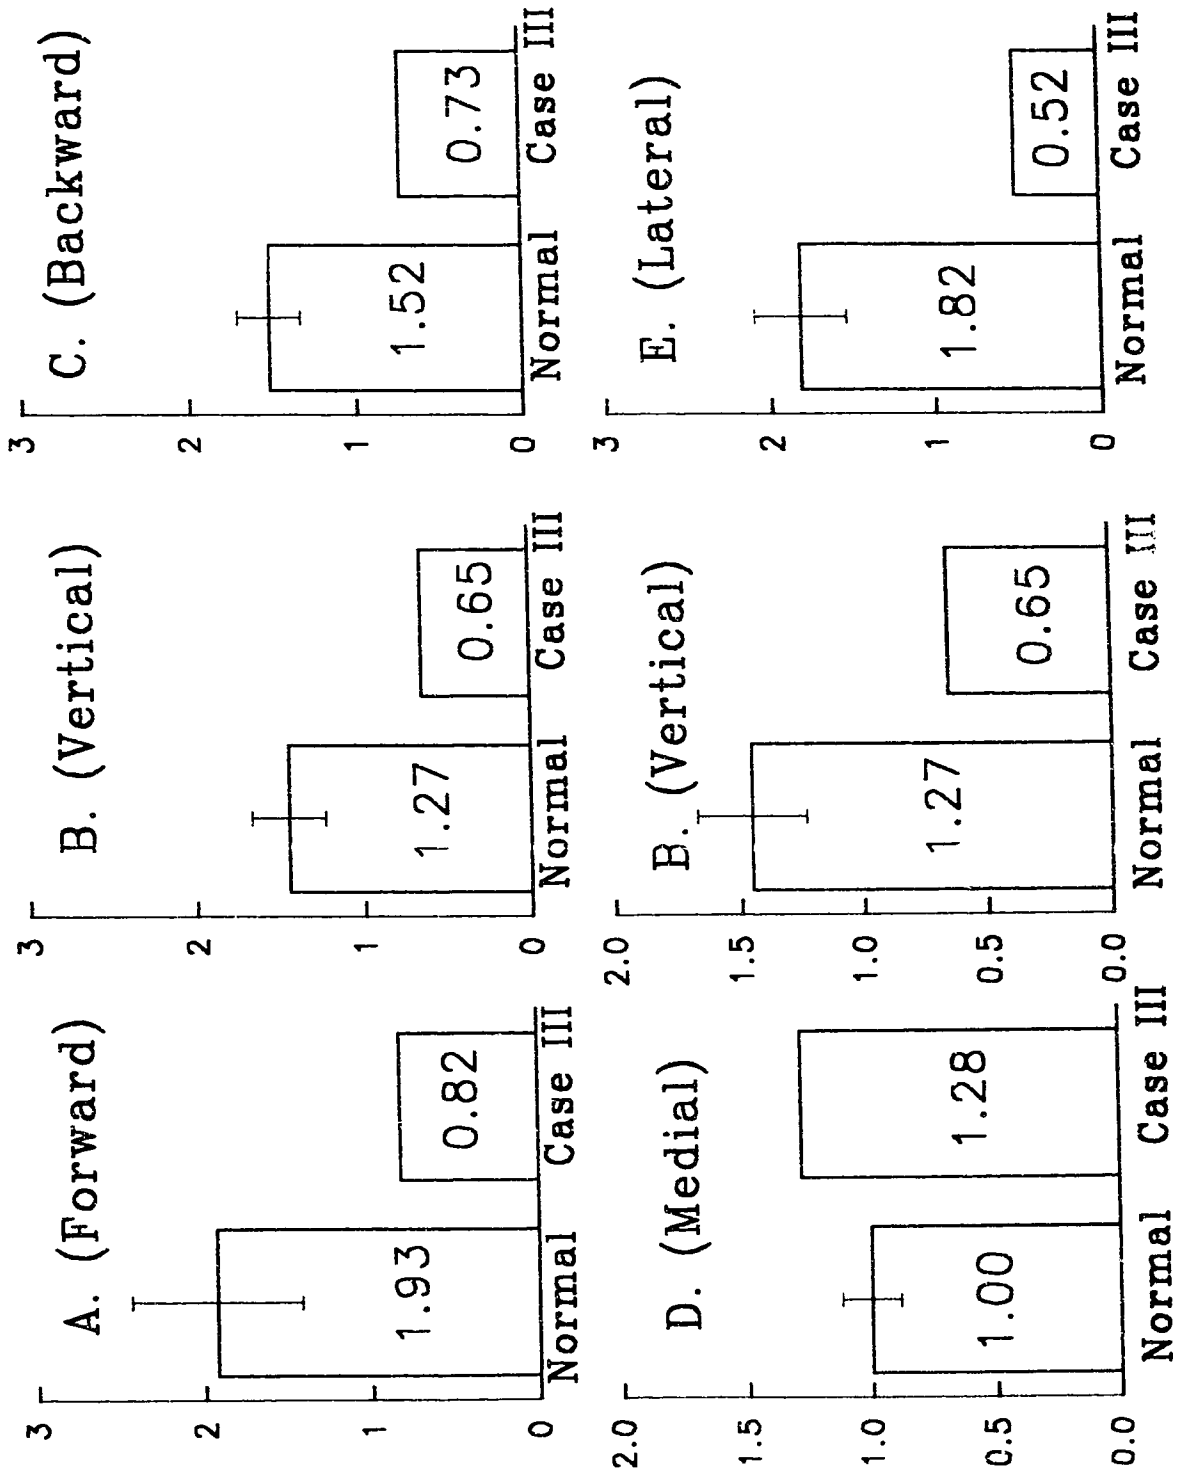 A. (Forward)
3
2
1
0
1.93
0.82
Normal
Case III
B. (Vertical)
3
2
1
0
1.27
0.65
Normal
Case III
C. (Backward)
3
2
1
0
1.52
0.73
Normal
Case III
D. (Medial)
2.0
1.5
1.0
0.5
0.0
1.00
1.28
Normal
Case III
B. (Vertical)
2.0
1.5
1.0
0.5
0.0
1.27
0.65
Normal
Case III
E. (Lateral)
3
2
1
0
1.82
0.52
Normal
Case III